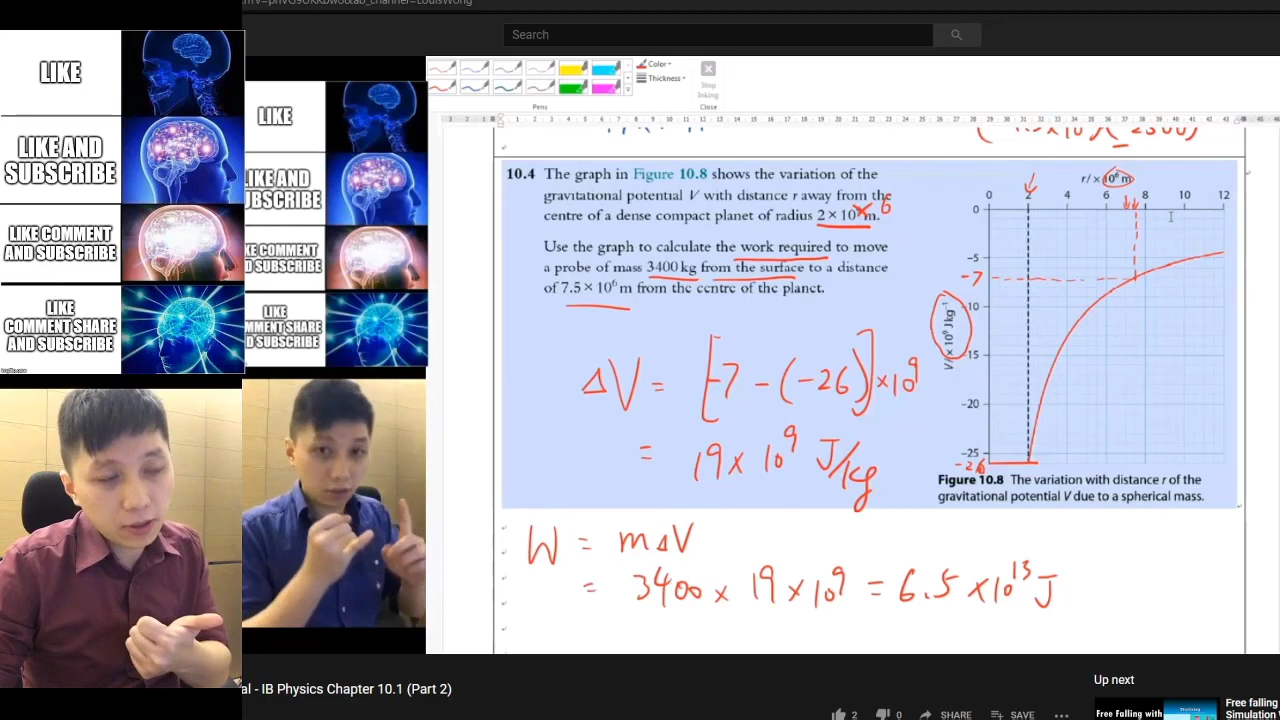 Search
LIKE
LIKE AND
SUBSCRIBE
LIKE COMMENT
AND SUBSCRIBE
LIKE
COMMENT SHARE
AND SUBSCRIBE
imgflip.com
LIKE
LIKE AND
SUBSCRIBE
KE COMMENT
ND SUBSCRIBE
KE
MMENT SHARE
D SUBSCRIBE
Color
Thickness
Stop
Inking
Pens
Close
10.4 The graph in Figure 10.8 shows the variation of the
gravitational potential V with distance r away from the
centre of a dense compact planet of radius 2 × 10 m.
× 6
Use the graph to calculate the work required to move
a probe of mass 3400 kg from the surface to a distance
of 7.5 × 10⁶ m from the centre of the planet.
ΔV = [-7 - (-26)] × 10⁹
= 19 × 10⁹ J/kg
r / × 10⁶ m
0 2 4 6 8 10 12
0
-5
-7
-10
-15
-20
-25
-26
V / × 10⁹ J kg⁻¹
Figure 10.8 The variation with distance r of the
gravitational potential V due to a spherical mass.
W = mΔV
= 3400 × 19 × 10⁹ = 6.5 × 10¹³ J
al - IB Physics Chapter 10.1 (Part 2)
2 0 SHARE SAVE
Up next
Free Falling with
Free falling
Simulation